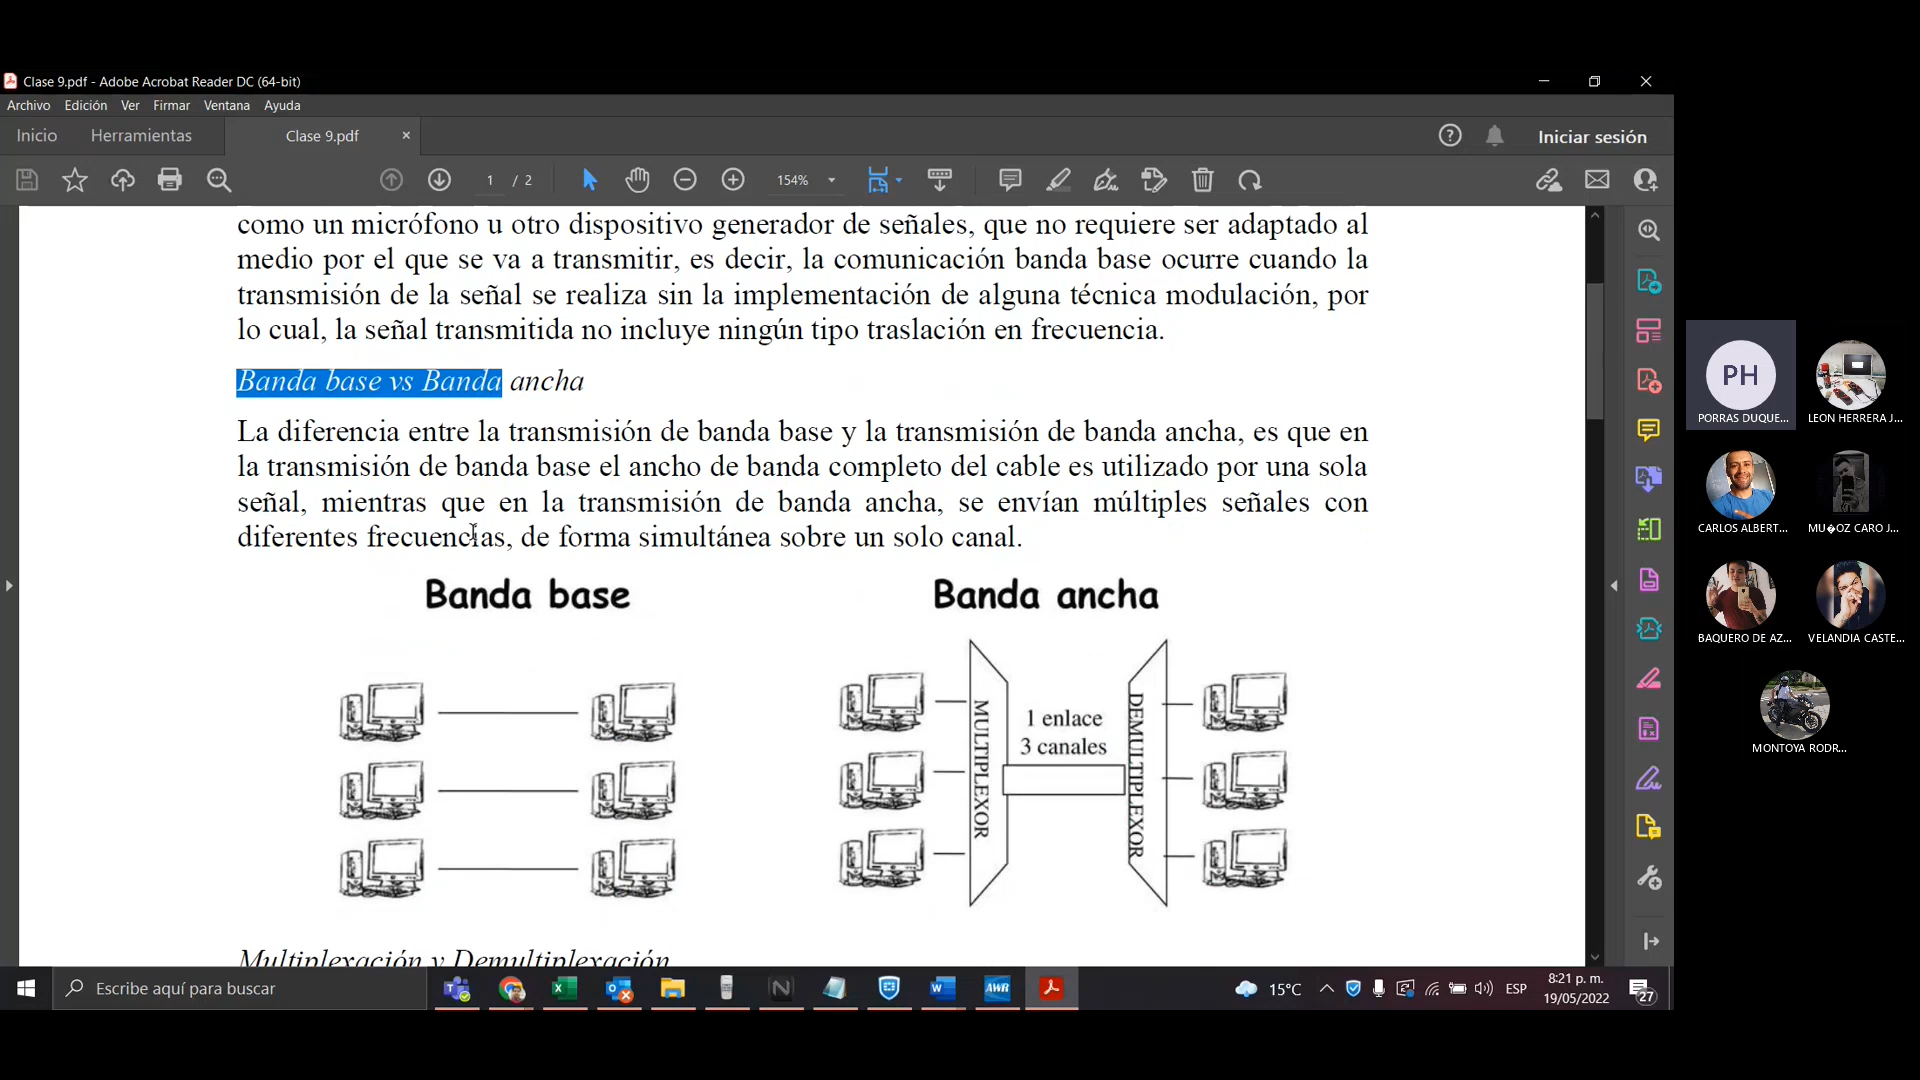 Clase 9.pdf - Adobe Acrobat Reader DC (64-bit)
Archivo Edición Ver Firmar Ventana Ayuda
Inicio Herramientas Clase 9.pdf Iniciar sesión
1 / 2 154%
como un micrófono u otro dispositivo generador de señales, que no requiere ser adaptado al
medio por el que se va a transmitir, es decir, la comunicación banda base ocurre cuando la
transmisión de la señal se realiza sin la implementación de alguna técnica modulación, por
lo cual, la señal transmitida no incluye ningún tipo traslación en frecuencia.
Banda base vs Banda ancha
La diferencia entre la transmisión de banda base y la transmisión de banda ancha, es que en
la transmisión de banda base el ancho de banda completo del cable es utilizado por una sola
señal, mientras que en la transmisión de banda ancha, se envían múltiples señales con
diferentes frecuencias, de forma simultánea sobre un solo canal.
Banda base Banda ancha
MULTIPLEXOR
1 enlace
3 canales
DEMULTIPLEXOR
Multiplexación y Demultiplexación
PH
PORRAS DUQUE... LEON HERRERA J...
CARLOS ALBERT... MU�OZ CARO J...
BAQUERO DE AZ... VELANDIA CASTE...
MONTOYA RODR...
Escribe aquí para buscar
AWR
15°C
ESP
8:21 p. m.
19/05/2022
27